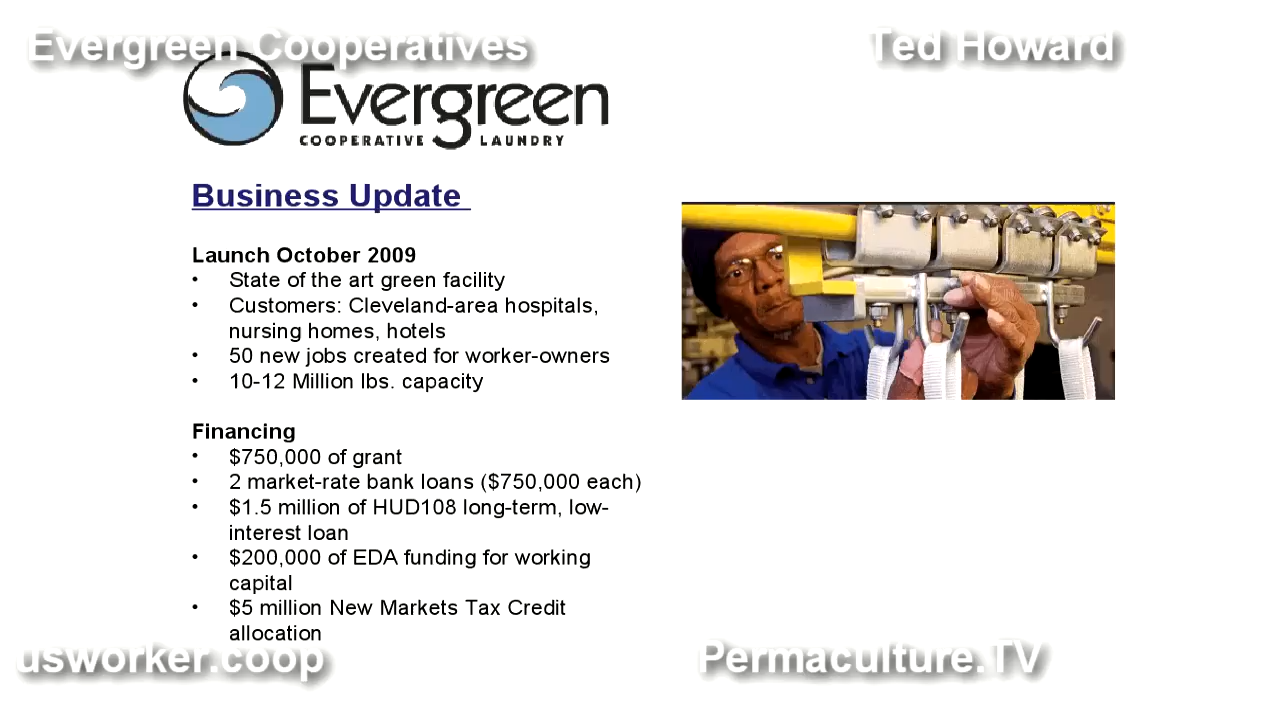 Evergreen Cooperatives
Ted Howard
Evergreen
COOPERATIVE LAUNDRY
Business Update
Launch October 2009
• State of the art green facility
• Customers: Cleveland-area hospitals,
nursing homes, hotels
• 50 new jobs created for worker-owners
• 10-12 Million lbs. capacity
Financing
• $750,000 of grant
• 2 market-rate bank loans ($750,000 each)
• $1.5 million of HUD108 long-term, low-
interest loan
• $200,000 of EDA funding for working
capital
• $5 million New Markets Tax Credit
allocation
usworker.coop
Permaculture.TV